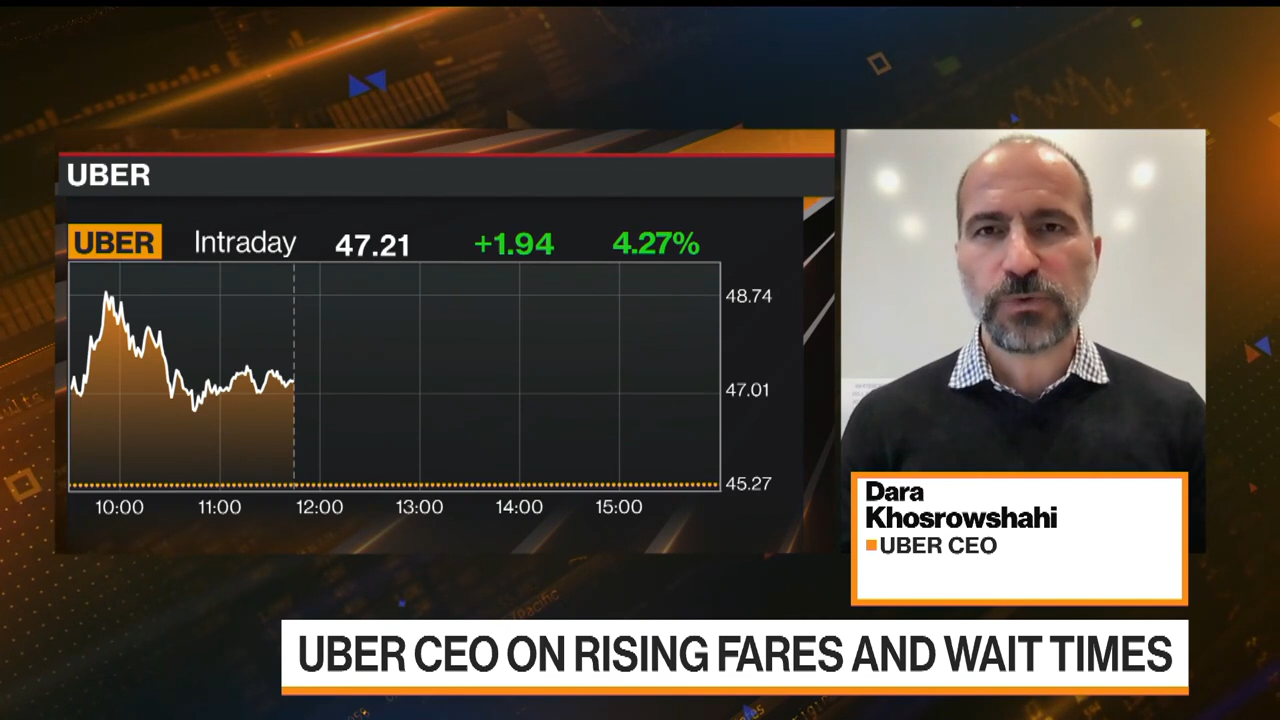 UBER
UBER Intraday 47.21 +1.94 4.27%
48.74
47.01
45.27
10:00 11:00 12:00 13:00 14:00 15:00
Dara
Khosrowshahi
UBER CEO
UBER CEO ON RISING FARES AND WAIT TIMES